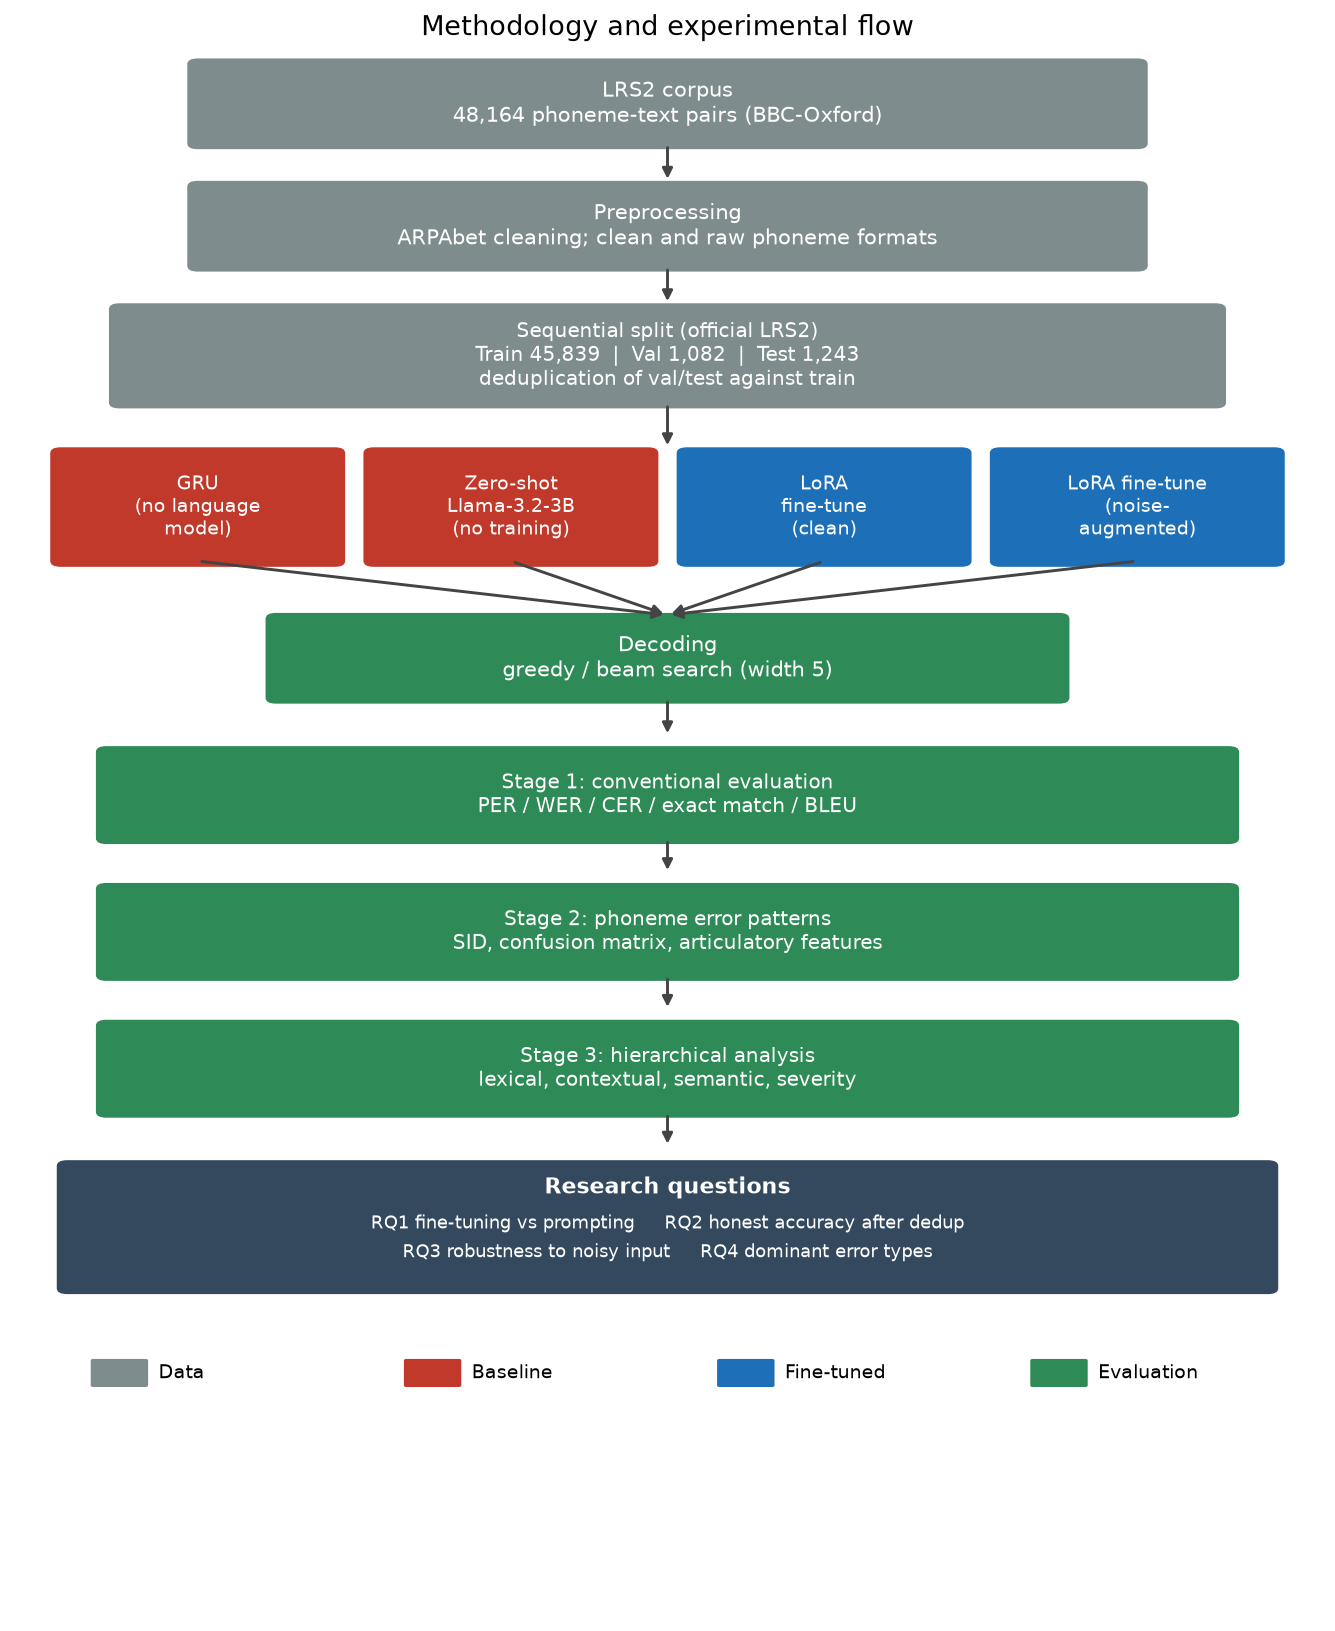 Methodology and experimental flow
LRS2 corpus
48,164 phoneme-text pairs (BBC-Oxford)
Preprocessing
ARPAbet cleaning; clean and raw phoneme formats
Sequential split (official LRS2)
Train 45,839 | Val 1,082 | Test 1,243
deduplication of val/test against train
GRU
(no language
model)
Zero-shot
Llama-3.2-3B
(no training)
LoRA
fine-tune
(clean)
LoRA fine-tune
(noise-
augmented)
Decoding
greedy / beam search (width 5)
Stage 1: conventional evaluation
PER / WER / CER / exact match / BLEU
Stage 2: phoneme error patterns
SID, confusion matrix, articulatory features
Stage 3: hierarchical analysis
lexical, contextual, semantic, severity
Research questions
RQ1 fine-tuning vs prompting RQ2 honest accuracy after dedup
RQ3 robustness to noisy input RQ4 dominant error types
Data Baseline Fine-tuned Evaluation